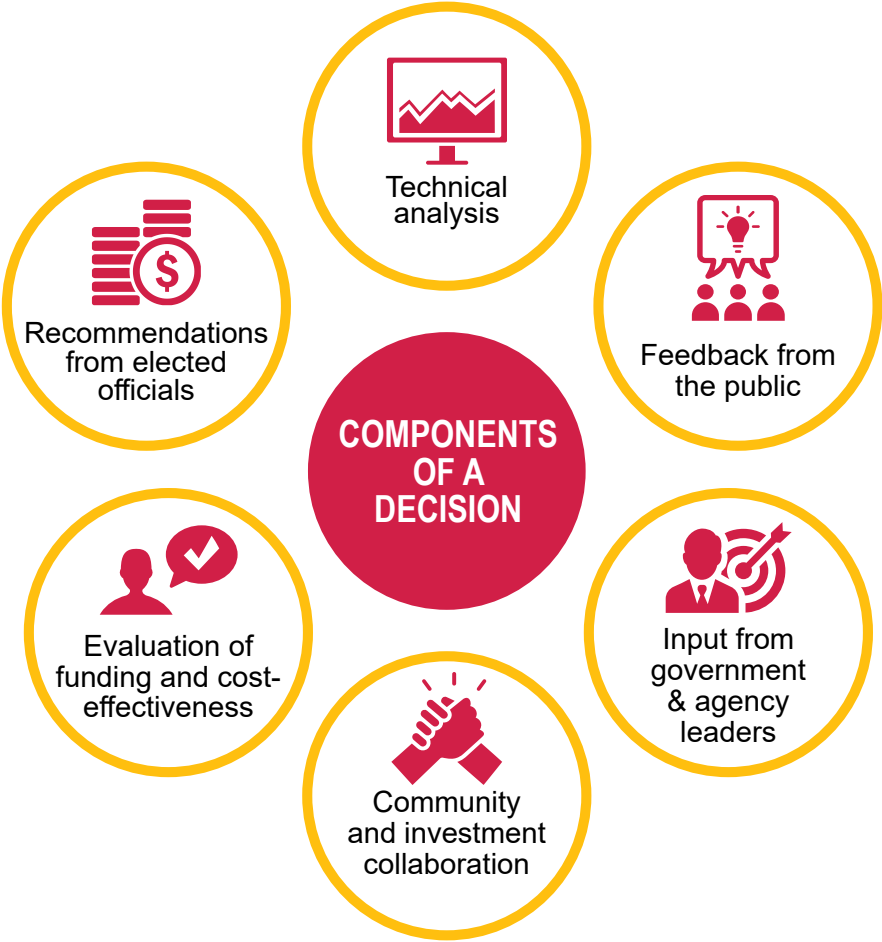 Technical
analysis
Feedback from
the public
Input from
government
& agency
leaders
Community
and investment
collaboration
Evaluation of
funding and cost-
effectiveness
$
Recommendations
from elected
officials
COMPONENTS
OF A
DECISION